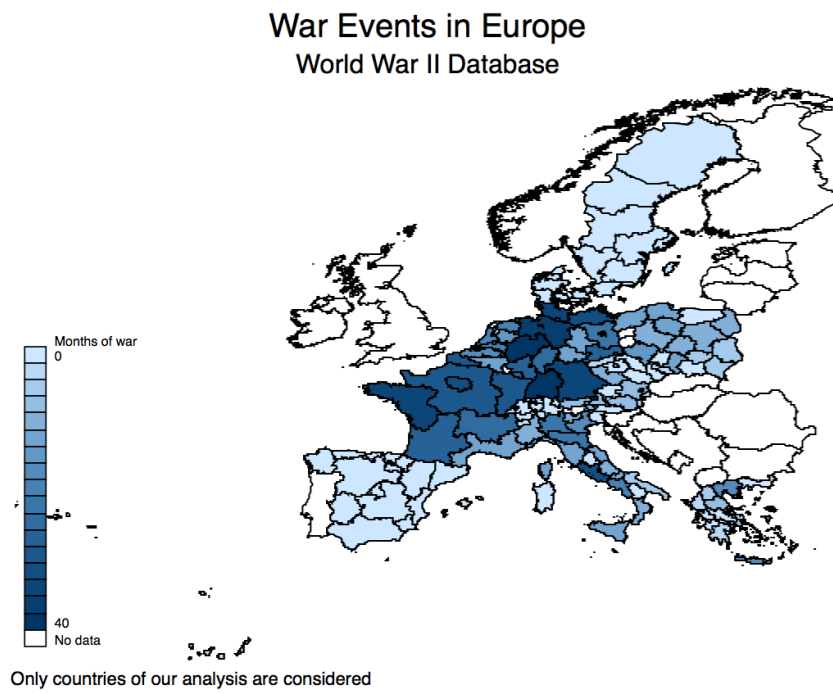 War Events in Europe
World War II Database
Months of war
0
40
No data
Only countries of our analysis are considered